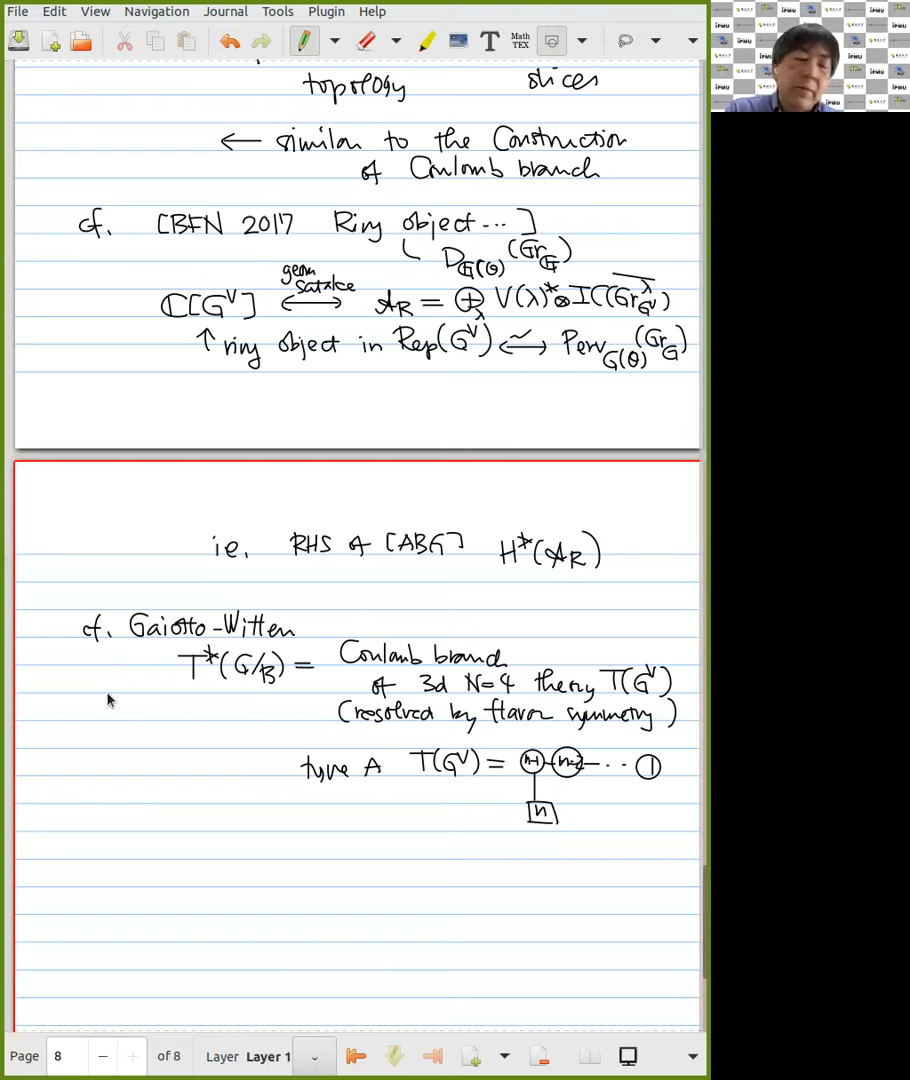 File Edit View Navigation Journal Tools Plugin Help
T Math TEX
topology slices
← similar to the Construction
of Coulomb branch
cf. [BFN 2017 Ring object ...]
D_{G(O)}(Gr_G)
geom Satake
ℂ[G^∨] ⟷ 𝒜_R = ⊕_λ V(λ)^* ⊗ IC(\overline{Gr^λ_{G^∨}})
↑ ring object in Rep(G^∨) ⟷~ Perv_{G(O)}(Gr_G)
i.e. RHS of [ABG] H^*(𝒜_R)
cf. Gaiotto-Witten
T^*(G/B) = Coulomb branch
of 3d N=4 theory T(G^∨)
(resolved by flavor symmetry)
type A T(G^∨) = (n-1)—(n-2)— ... (1)
[n]
Page 8 − + of 8 Layer Layer 1